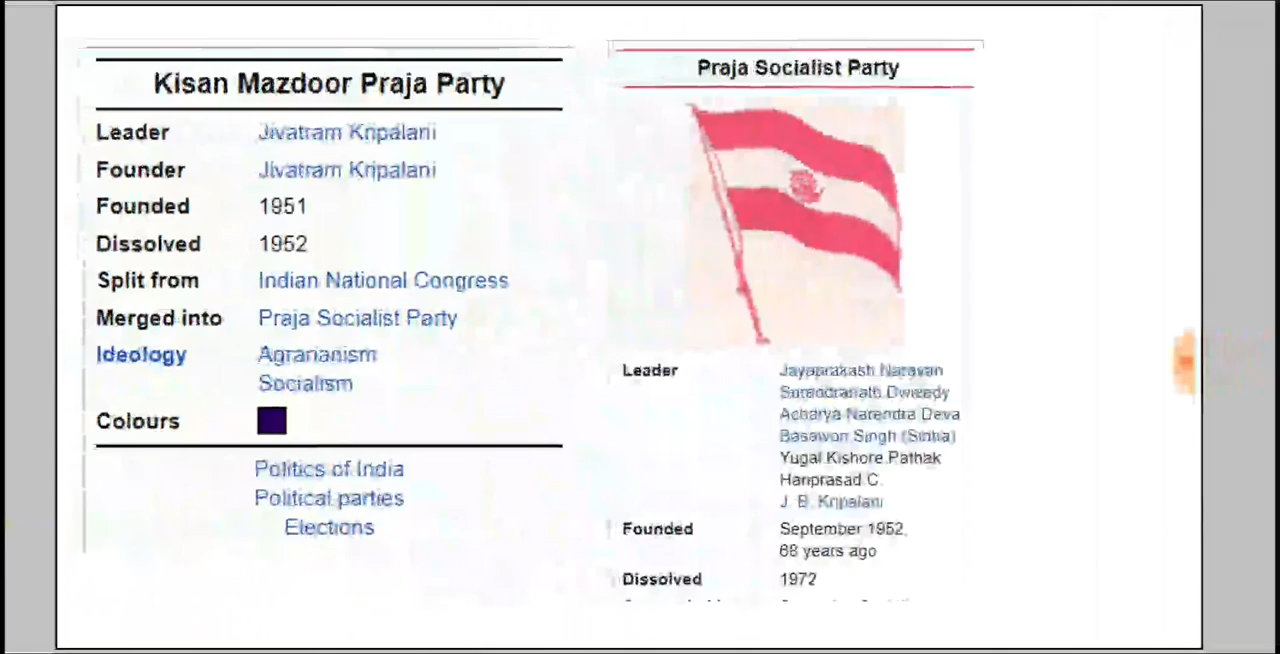 Kisan Mazdoor Praja Party
Leader Jivatram Kripalani
Founder Jivatram Kripalani
Founded 1951
Dissolved 1952
Split from Indian National Congress
Merged into Praja Socialist Party
Ideology Agrarianism
Socialism
Colours
Politics of India
Political parties
Elections
Praja Socialist Party
Leader Jayaprakash Narayan
Surendranath Dwivedy
Acharya Narendra Deva
Basawon Singh (Sinha)
Yugal Kishore Pathak
Hariprasad C.
J. B. Kripalani
Founded September 1952,
68 years ago
Dissolved 1972